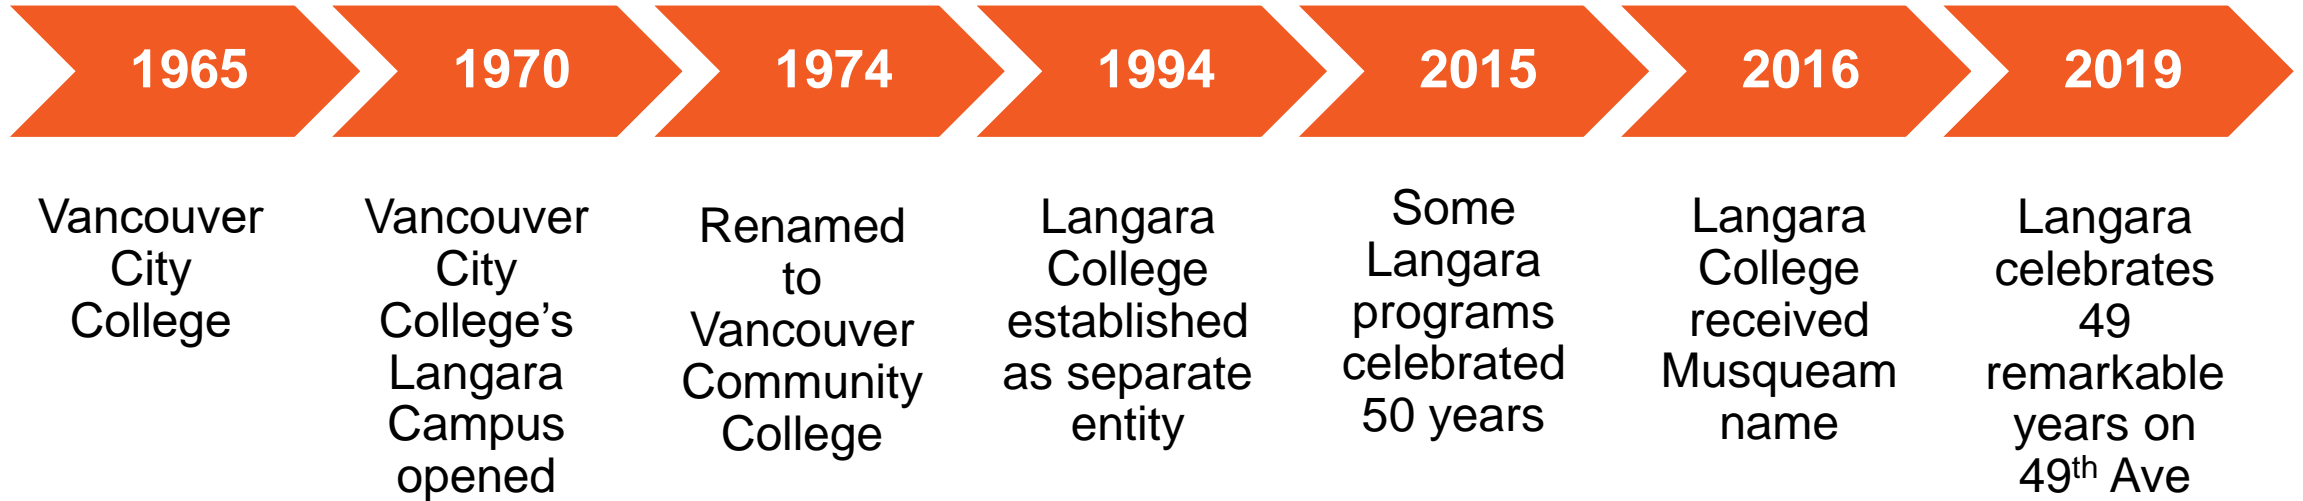 1965
Vancouver
City
College
1970
Vancouver
City
College’s
Langara
Campus
opened
1974
Renamed
to
Vancouver
Community
College
1994
Langara
College
established
as separate
entity
2015
Some
Langara
programs
celebrated
50 years
2016
Langara
College
received
Musqueam
name
2019
Langara
celebrates
49
remarkable
years on
49th Ave